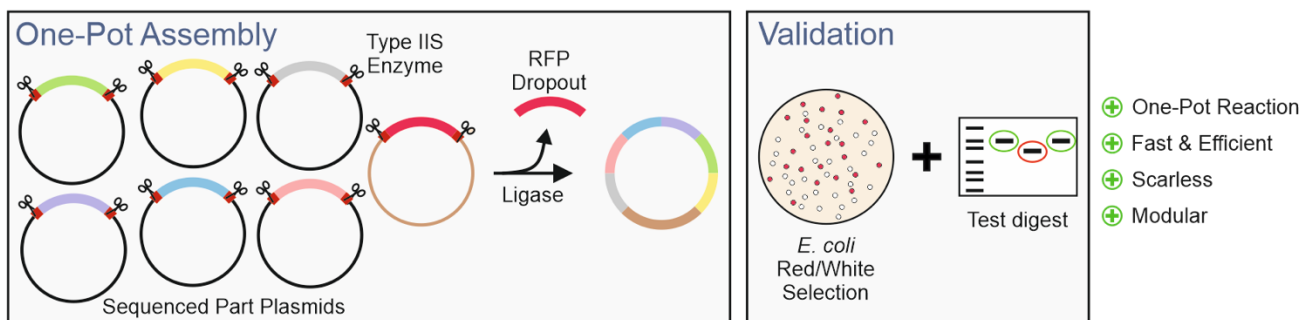 One-Pot Assembly
Type IIS
Enzyme
RFP
Dropout
Ligase
Sequenced Part Plasmids
Validation
E. coli
Red/White
Selection
Test digest
One-Pot Reaction
Fast & Efficient
Scarless
Modular